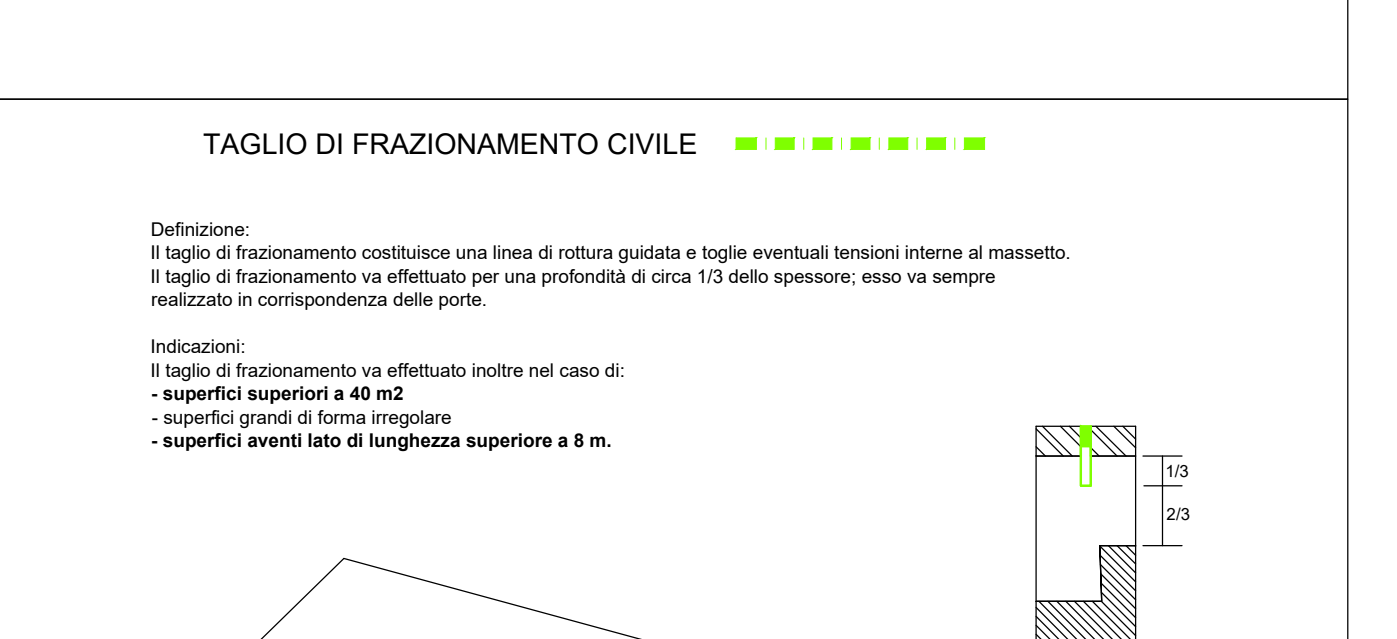 TAGLIO DI FRAZIONAMENTO CIVILE
Definizione:
Il taglio di frazionamento costituisce una linea di rottura guidata e toglie eventuali tensioni interne al massetto.
Il taglio di frazionamento va effettuato per una profondità di circa 1/3 dello spessore; esso va sempre
realizzato in corrispondenza delle porte.
Indicazioni:
Il taglio di frazionamento va effettuato inoltre nel caso di:
- superfici superiori a 40 m2
- superfici grandi di forma irregolare
- superfici aventi lato di lunghezza superiore a 8 m.
1/3
2/3